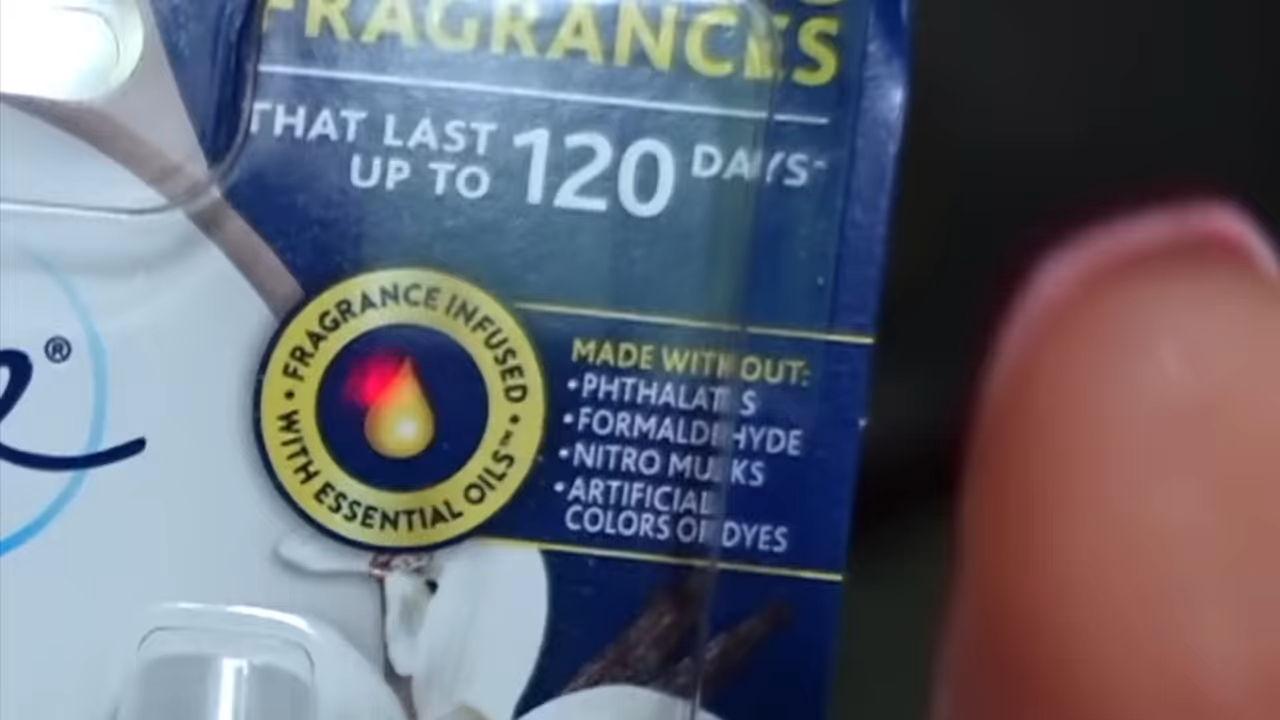 FRAGRANCES
THAT LAST
UP TO 120 DAYS~
• FRAGRANCE INFUSED •
WITH ESSENTIAL OILS™
MADE WITHOUT:
•PHTHALATES
•FORMALDEHYDE
•NITRO MUSKS
•ARTIFICIAL
COLORS OR DYES
®